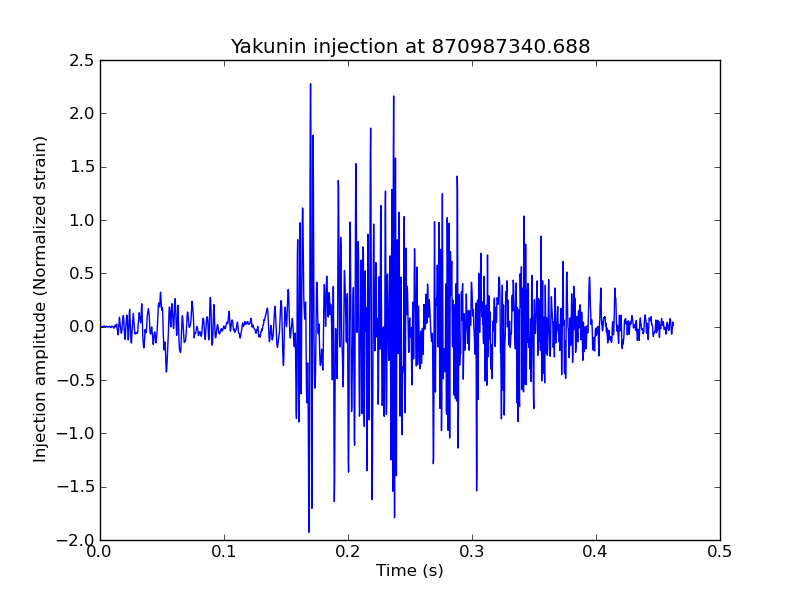 Yakunin injection at 870987340.688
2.5
2.0
1.5
1.0
0.5
0.0
−0.5
−1.0
−1.5
−2.0
Injection amplitude (Normalized strain)
0.0 0.1 0.2 0.3 0.4 0.5
Time (s)